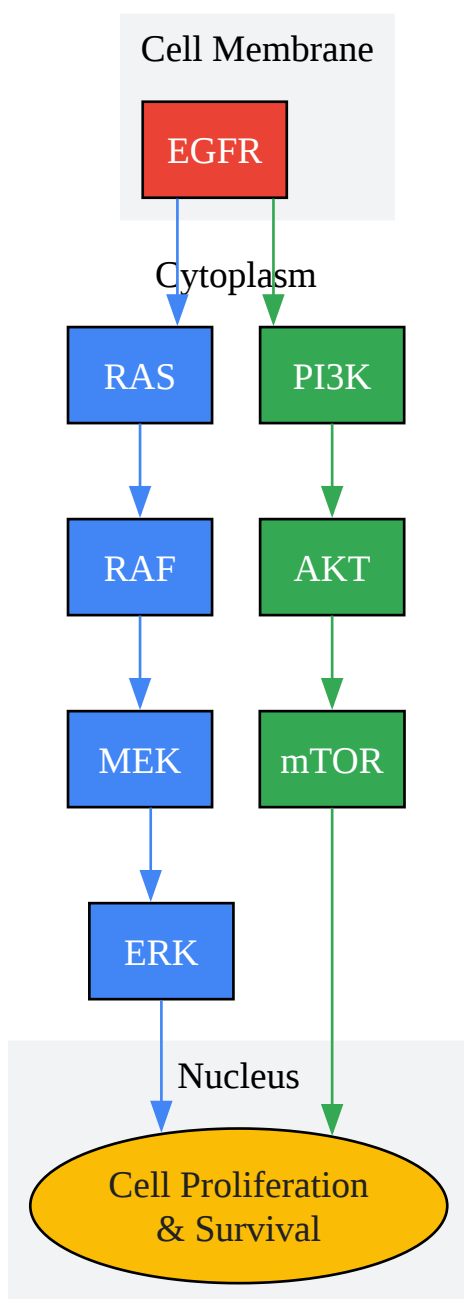 Cell Membrane
EGFR
Cytoplasm
RAS
PI3K
RAF
AKT
MEK
mTOR
ERK
Nucleus
Cell Proliferation
& Survival